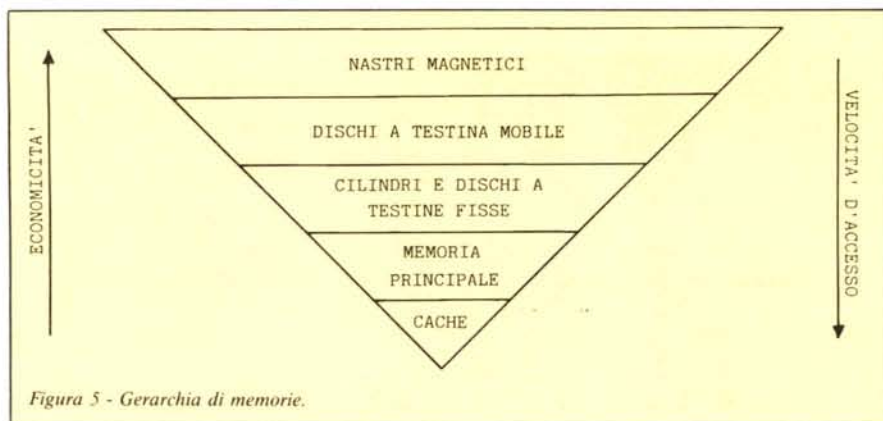 NASTRI MAGNETICI
DISCHI A TESTINA MOBILE
CILINDRI E DISCHI A
TESTINE FISSE
MEMORIA
PRINCIPALE
CACHE
ECONOMICITA'
VELOCITA' D'ACCESSO
Figura 5 - Gerarchia di memorie.